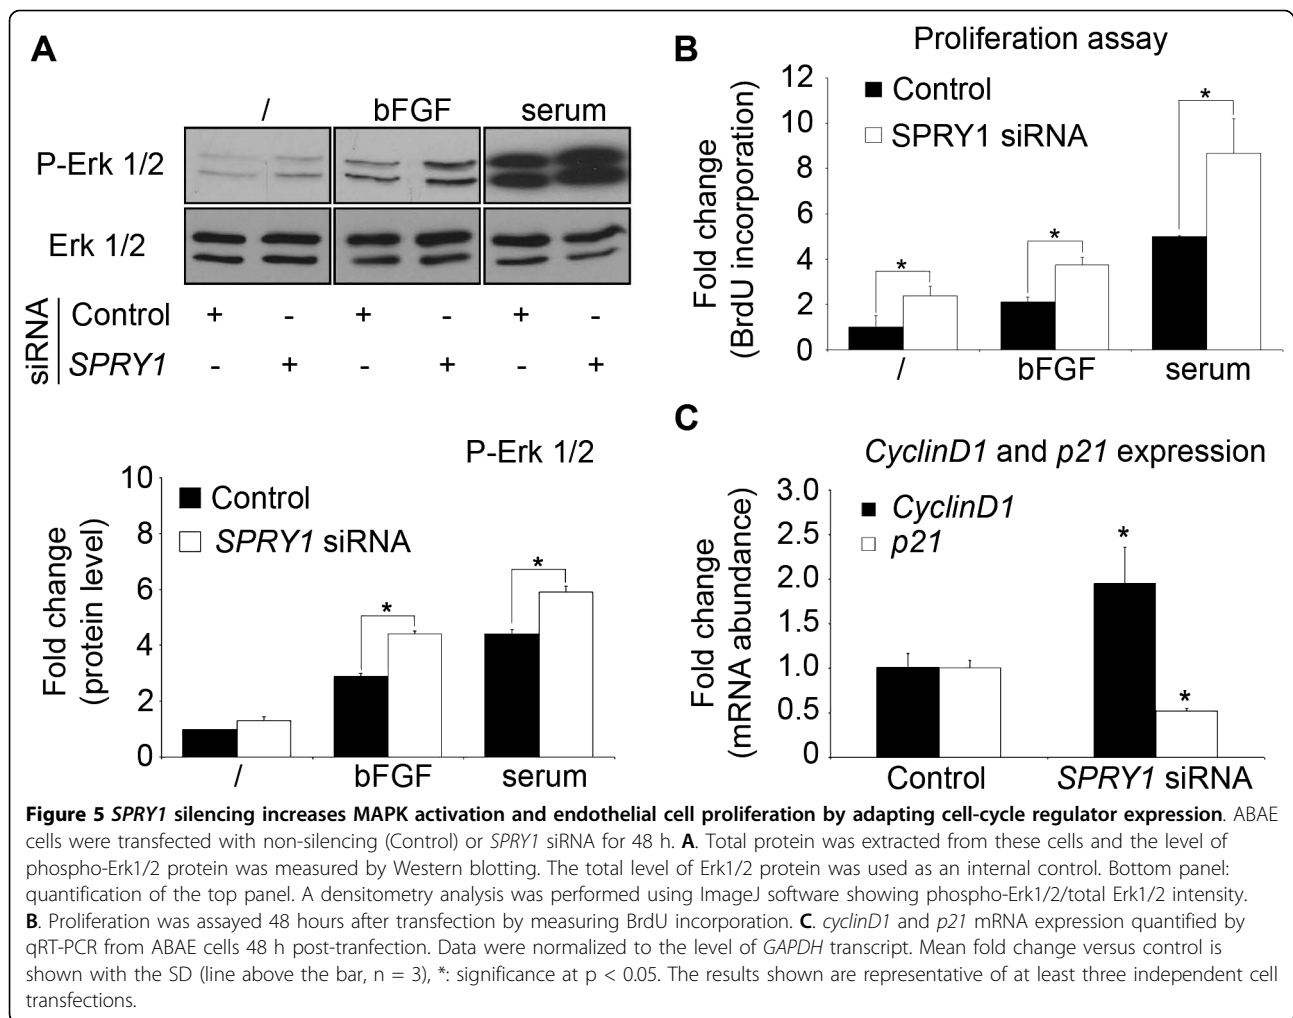 A
/ bFGF serum
P-Erk 1/2
Erk 1/2
siRNA
Control + - + - + -
SPRY1 - + - + - +
P-Erk 1/2
Fold change
(protein level)
10
8
6
4
2
0
Control
SPRY1 siRNA
*
*
/ bFGF serum
B
Proliferation assay
Fold change
(BrdU incorporation)
12
10
8
6
4
2
0
Control
SPRY1 siRNA
*
*
*
/ bFGF serum
C
CyclinD1 and p21 expression
Fold change
(mRNA abundance)
3.0
2.5
2.0
1.5
1.0
0.5
0
CyclinD1
p21
*
*
Control SPRY1 siRNA
Figure 5 SPRY1 silencing increases MAPK activation and endothelial cell proliferation by adapting cell-cycle regulator expression. ABAE
cells were transfected with non-silencing (Control) or SPRY1 siRNA for 48 h. A. Total protein was extracted from these cells and the level of
phospho-Erk1/2 protein was measured by Western blotting. The total level of Erk1/2 protein was used as an internal control. Bottom panel:
quantification of the top panel. A densitometry analysis was performed using ImageJ software showing phospho-Erk1/2/total Erk1/2 intensity.
B. Proliferation was assayed 48 hours after transfection by measuring BrdU incorporation. C. cyclinD1 and p21 mRNA expression quantified by
qRT-PCR from ABAE cells 48 h post-tranfection. Data were normalized to the level of GAPDH transcript. Mean fold change versus control is
shown with the SD (line above the bar, n = 3), *: significance at p < 0.05. The results shown are representative of at least three independent cell
transfections.